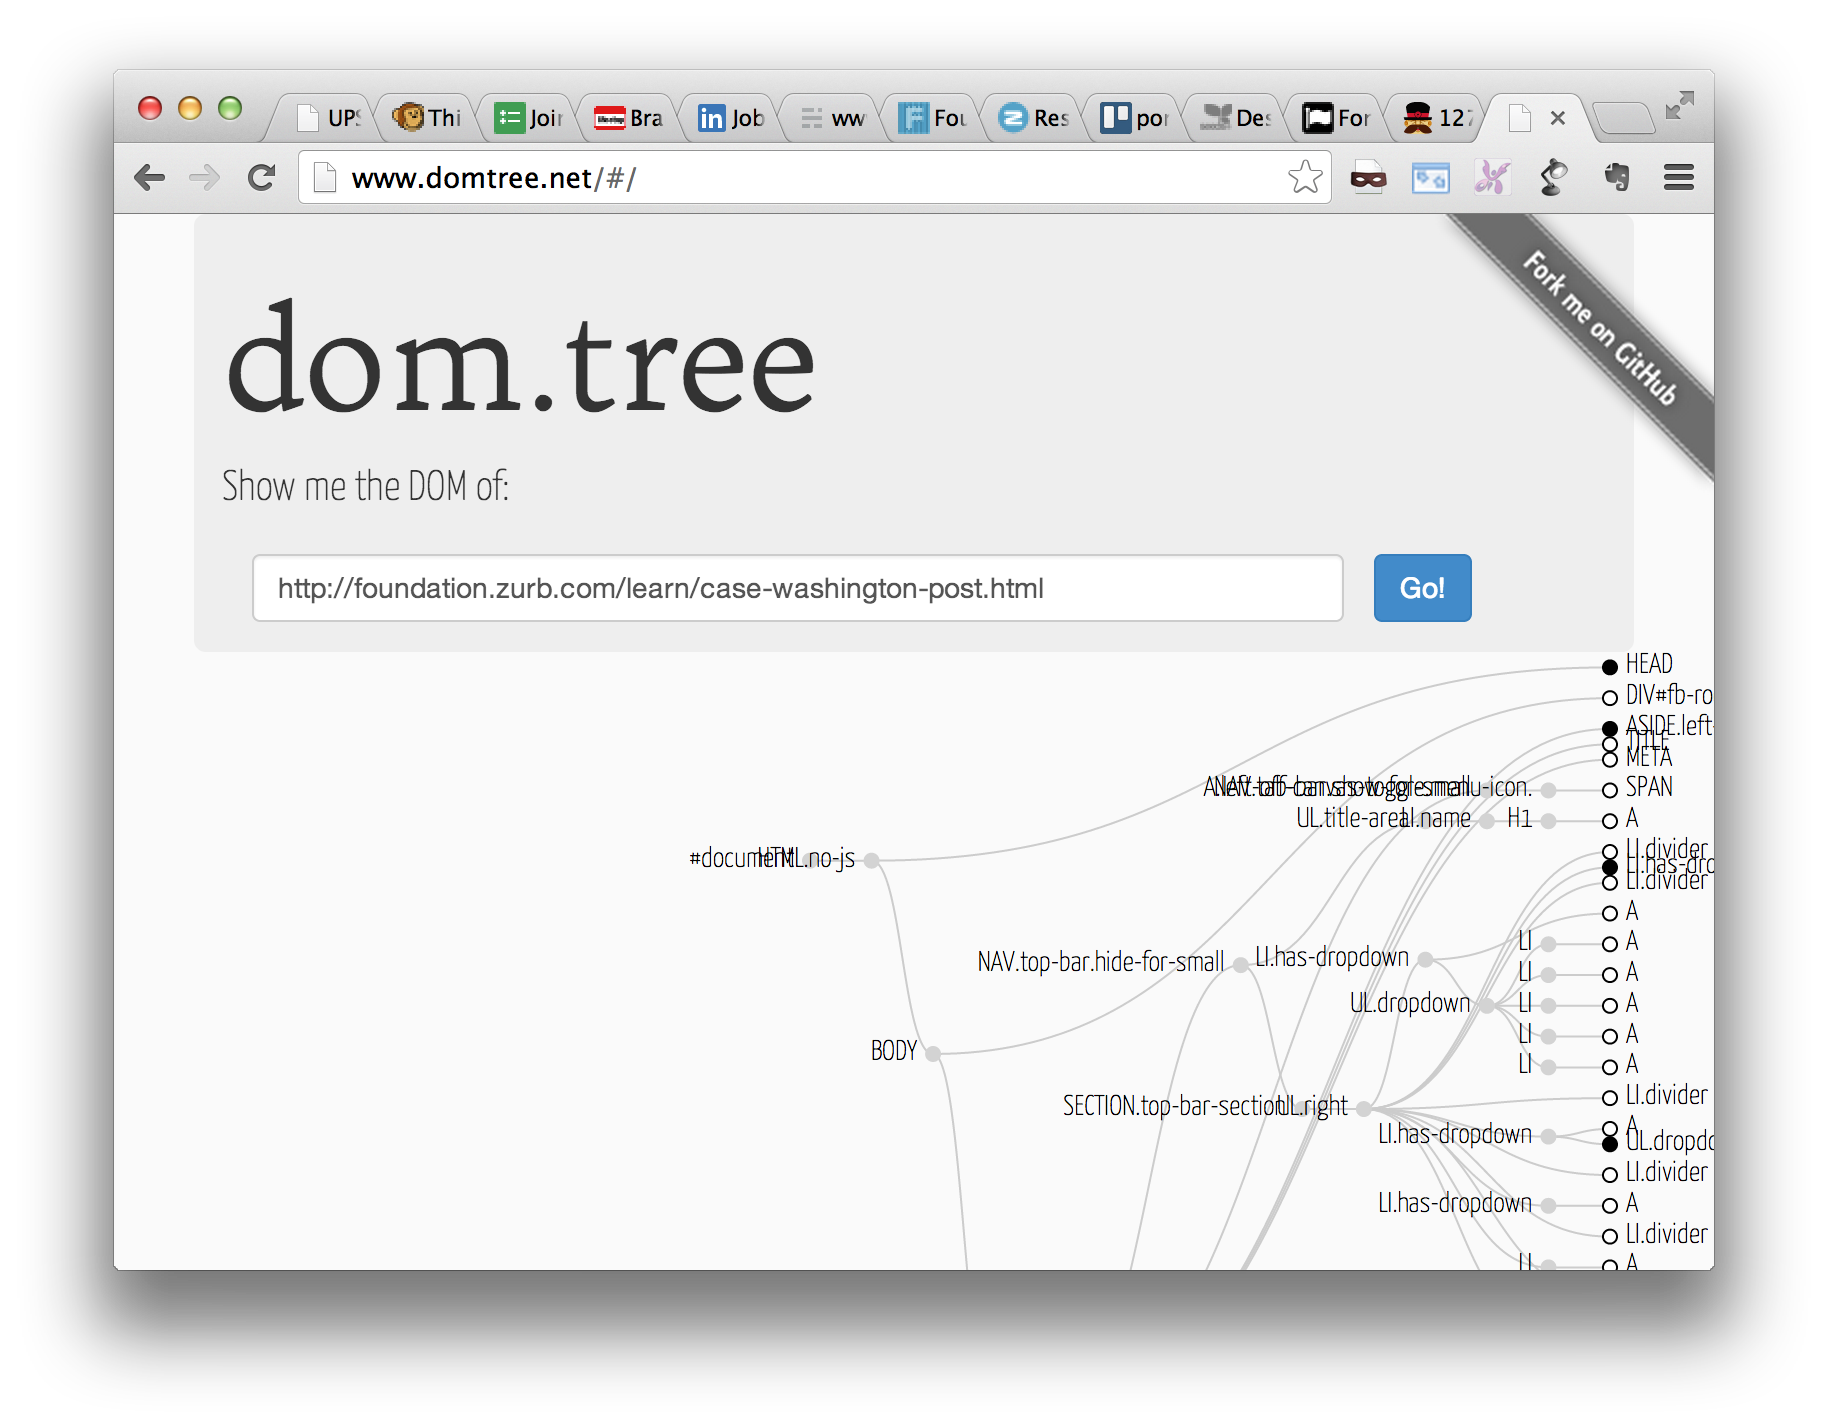 UPS Thi Join Bra Job ww Fou Res por Des For 127
www.domtree.net/#/
Fork me on GitHub
dom.tree
Show me the DOM of:
http://foundation.zurb.com/learn/case-washington-post.html
Go!
HEAD
DIV#fb-ro
ASIDE.left-
TITLE
META
SPAN
UL.title-area LI.name H1 A
LI.divider
#document HTML.no-js LI.has-dro
LI.divider
A
LI A
NAV.top-bar.hide-for-small LI.has-dropdown
LI A
UL.dropdown LI A
LI A
BODY
LI A
LI.divider
SECTION.top-bar-section UL.right
A
LI.has-dropdown UL.dropdo
LI.divider
LI.has-dropdown A
LI.divider
LI A